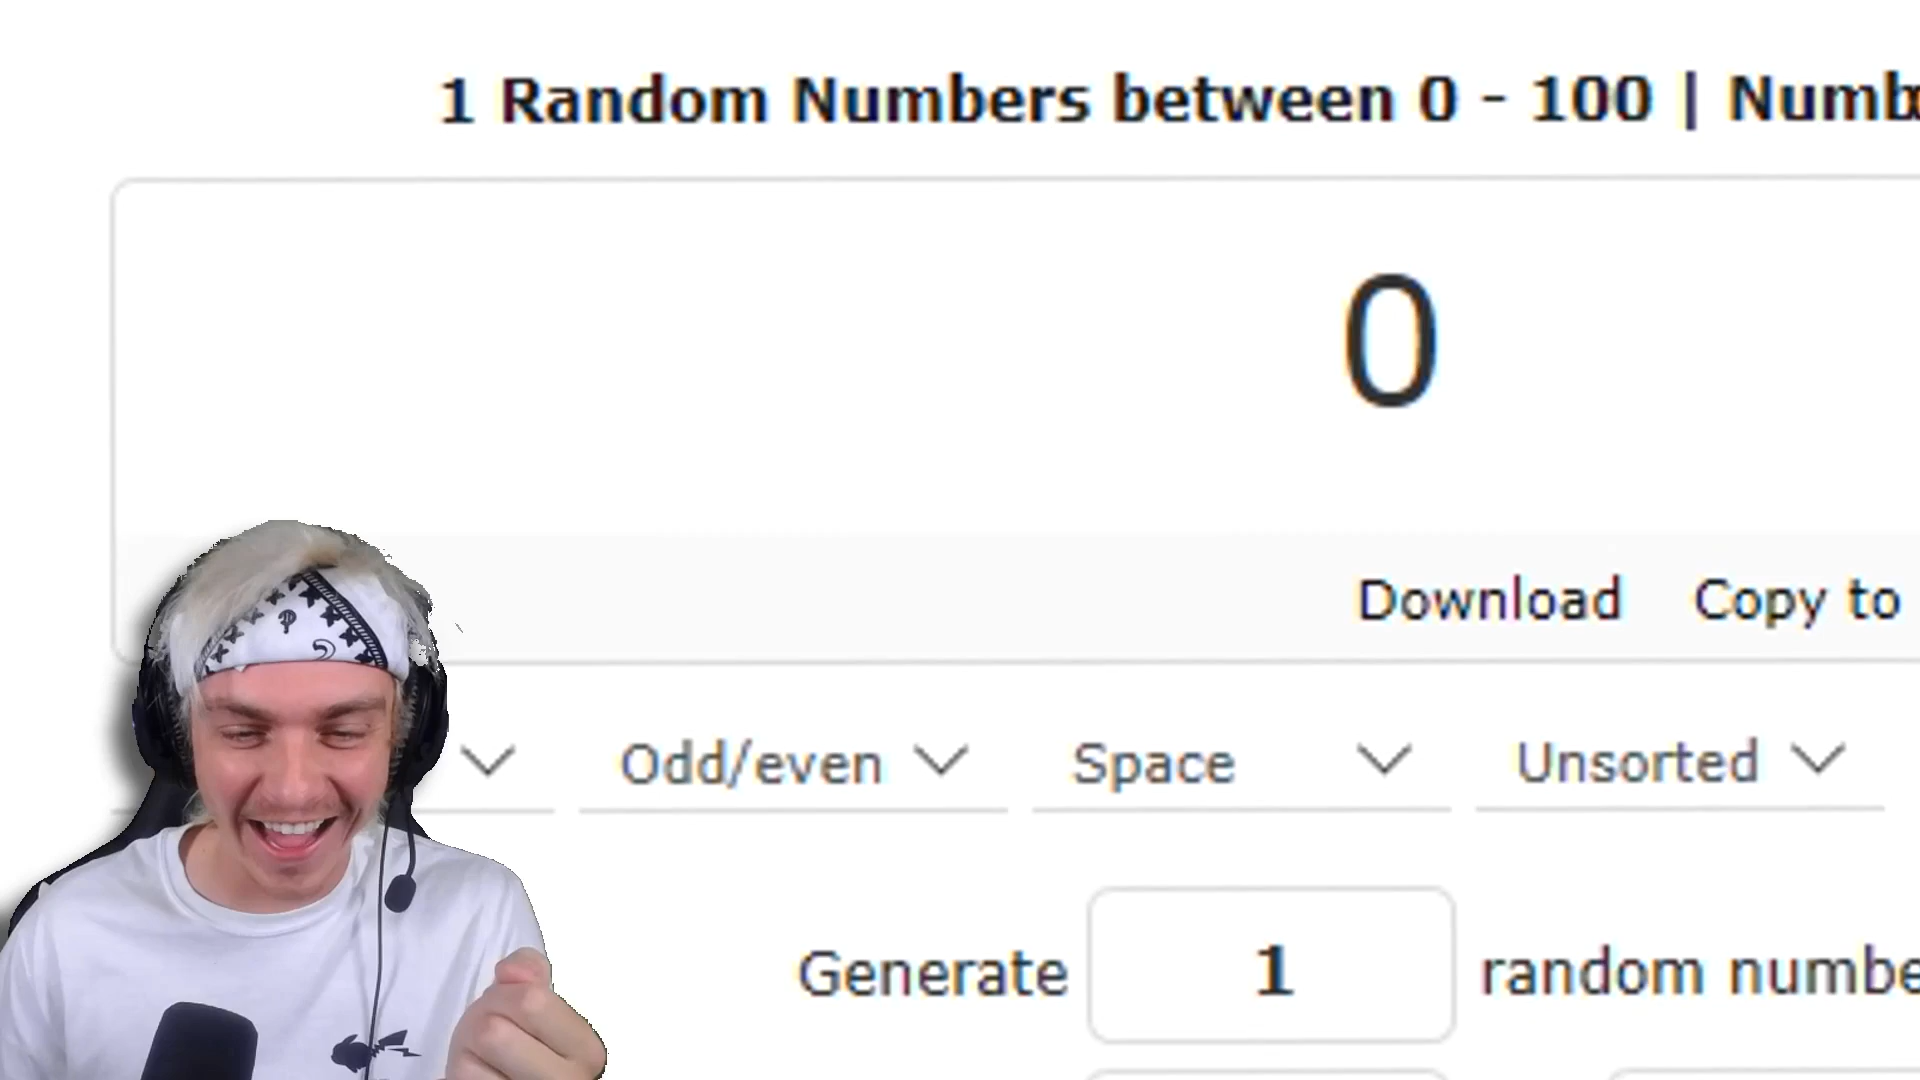 1 Random Numbers between 0 - 100 | Numb
0
Download Copy to
Odd/even Space Unsorted
Generate 1 random numbe